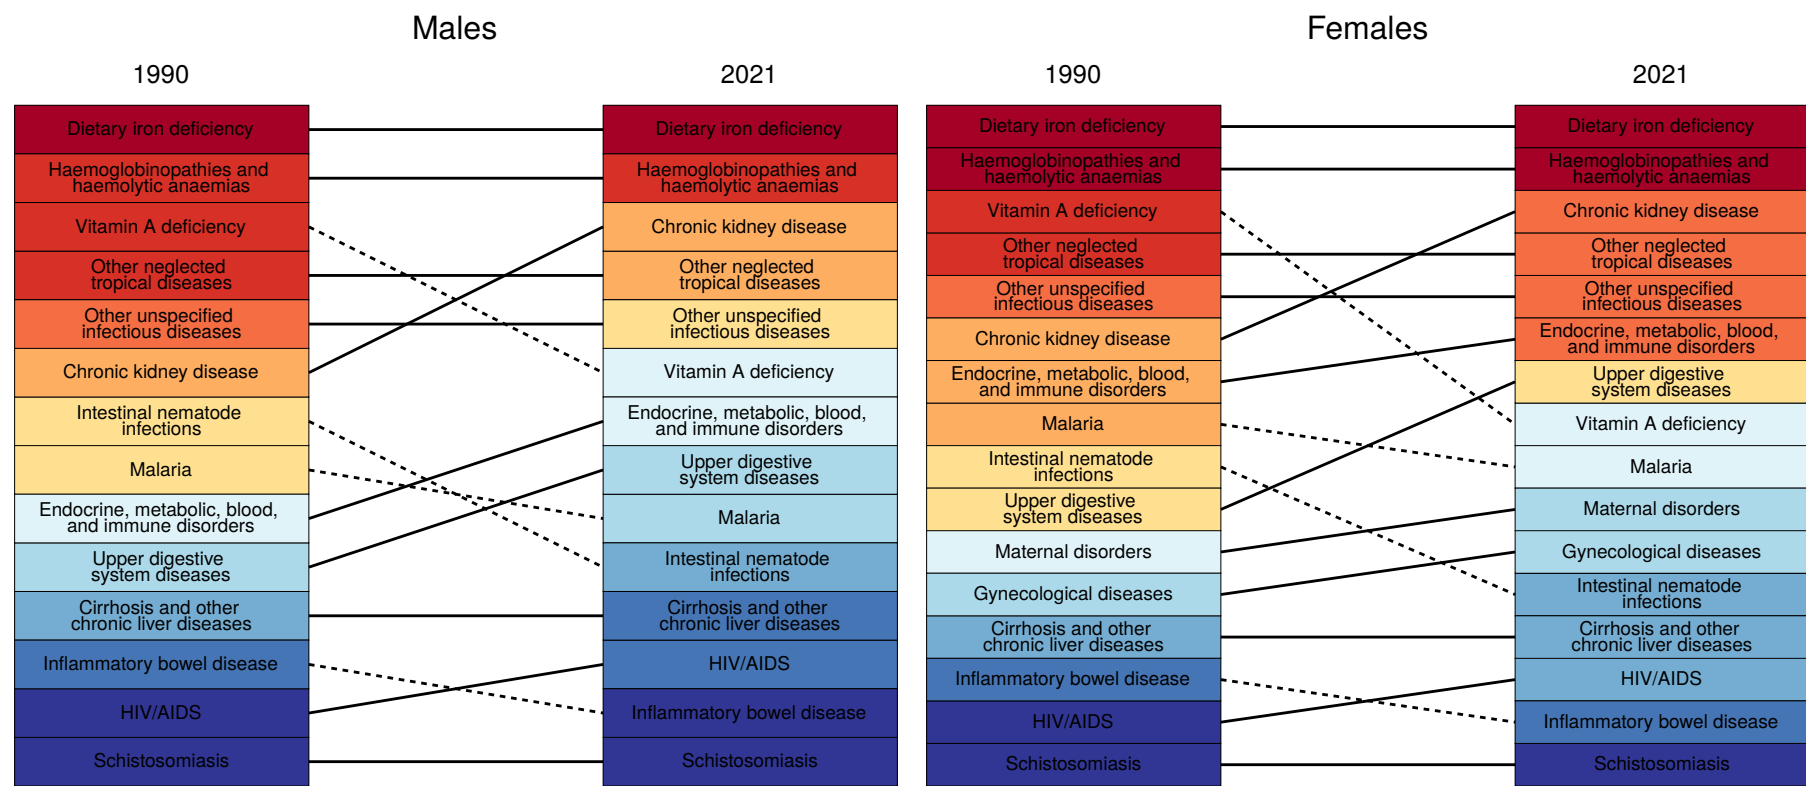 Males
1990
2021
Dietary iron deficiency
Haemoglobinopathies and
haemolytic anaemias
Vitamin A deficiency
Other neglected
tropical diseases
Other unspecified
infectious diseases
Chronic kidney disease
Intestinal nematode
infections
Malaria
Endocrine, metabolic, blood,
and immune disorders
Upper digestive
system diseases
Cirrhosis and other
chronic liver diseases
Inflammatory bowel disease
HIV/AIDS
Schistosomiasis
Dietary iron deficiency
Haemoglobinopathies and
haemolytic anaemias
Chronic kidney disease
Other neglected
tropical diseases
Other unspecified
infectious diseases
Vitamin A deficiency
Endocrine, metabolic, blood,
and immune disorders
Upper digestive
system diseases
Malaria
Intestinal nematode
infections
Cirrhosis and other
chronic liver diseases
HIV/AIDS
Inflammatory bowel disease
Schistosomiasis
Females
1990
2021
Dietary iron deficiency
Haemoglobinopathies and
haemolytic anaemias
Vitamin A deficiency
Other neglected
tropical diseases
Other unspecified
infectious diseases
Chronic kidney disease
Endocrine, metabolic, blood,
and immune disorders
Malaria
Intestinal nematode
infections
Upper digestive
system diseases
Maternal disorders
Gynecological diseases
Cirrhosis and other
chronic liver diseases
Inflammatory bowel disease
HIV/AIDS
Schistosomiasis
Dietary iron deficiency
Haemoglobinopathies and
haemolytic anaemias
Chronic kidney disease
Other neglected
tropical diseases
Other unspecified
infectious diseases
Endocrine, metabolic, blood,
and immune disorders
Upper digestive
system diseases
Vitamin A deficiency
Malaria
Maternal disorders
Gynecological diseases
Intestinal nematode
infections
Cirrhosis and other
chronic liver diseases
HIV/AIDS
Inflammatory bowel disease
Schistosomiasis